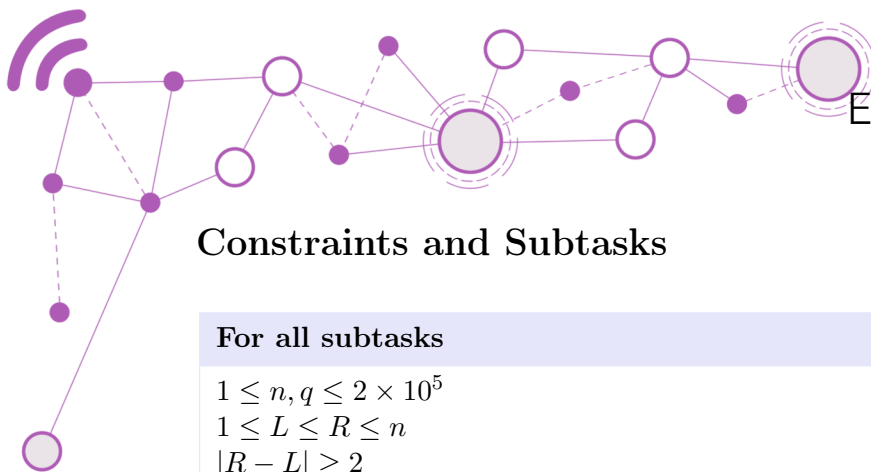 E
Constraints and Subtasks
For all subtasks
1 ≤ n, q ≤ 2 × 10⁵
1 ≤ L ≤ R ≤ n
|R − L| ≥ 2